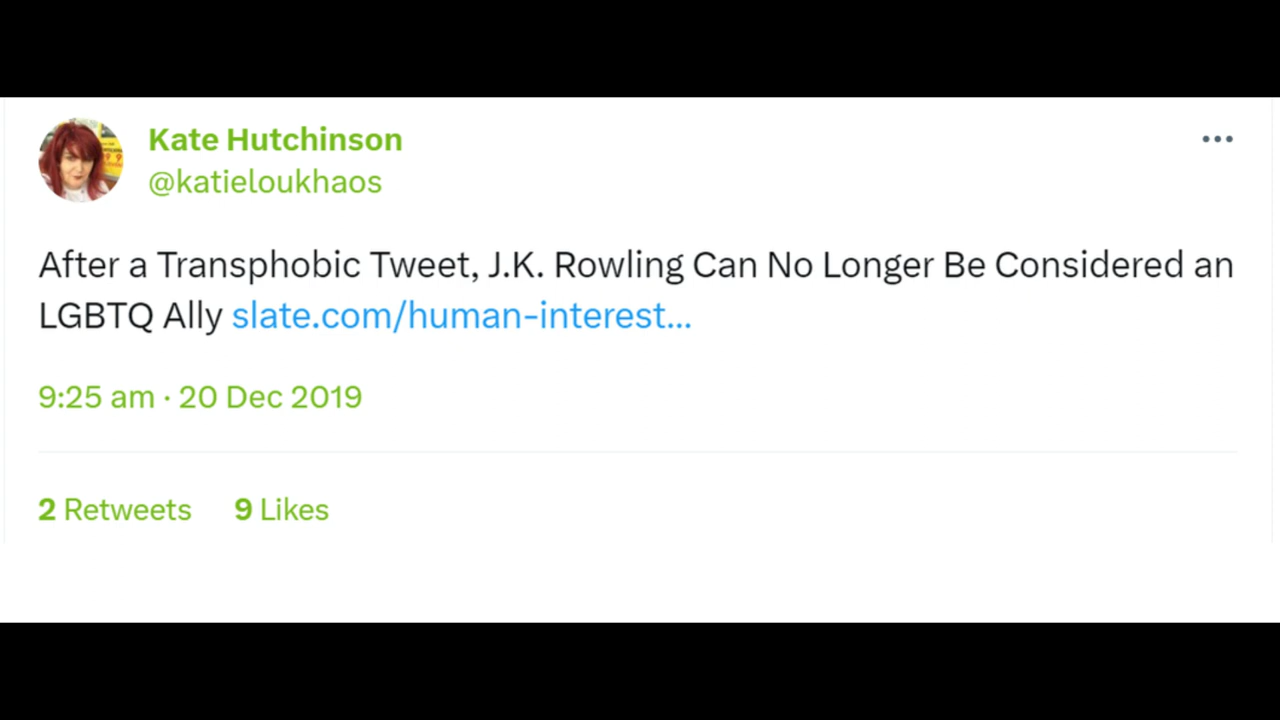 Kate Hutchinson
@katieloukhaos
After a Transphobic Tweet, J.K. Rowling Can No Longer Be Considered an
LGBTQ Ally slate.com/human-interest...
9:25 am · 20 Dec 2019
2 Retweets 9 Likes